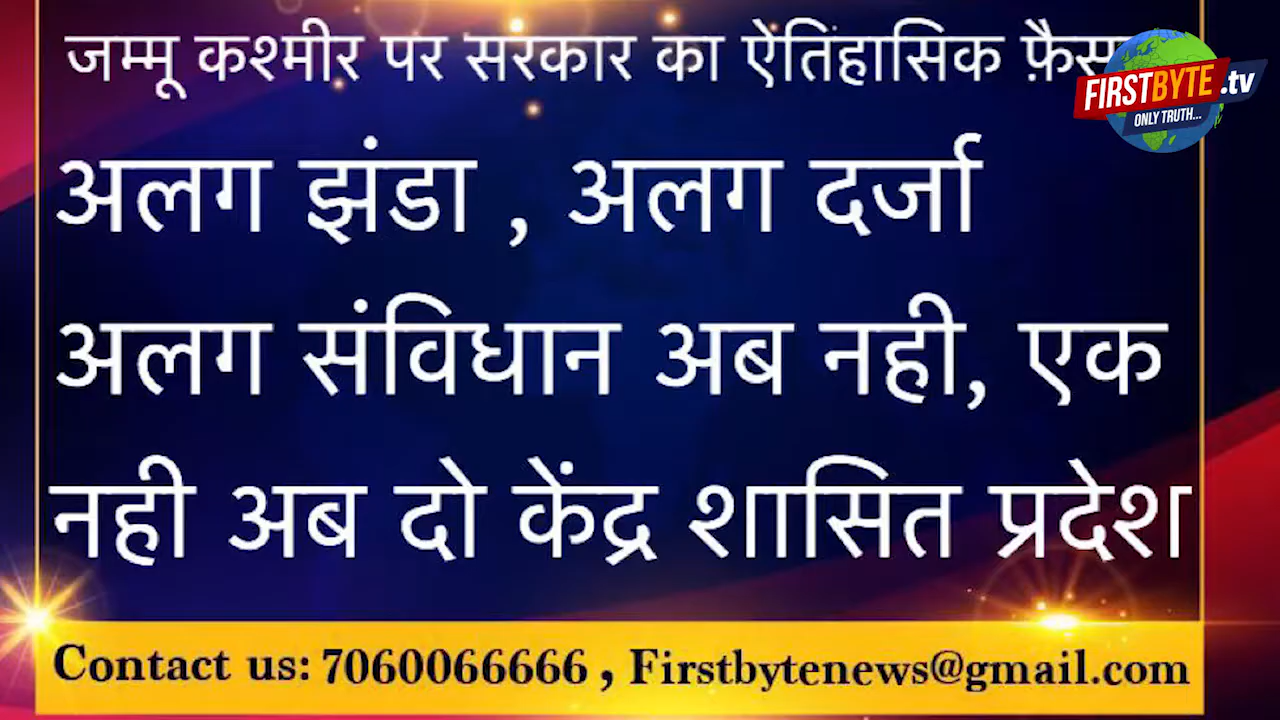 जम्मू कश्मीर पर सरकार का ऐतिंहासिक
FIRSTBYTE.tv
ONLY TRUTH...
अलग झंडा , अलग दर्जा
अलग संविधान अब नही, एक
नही अब दो केंद्र शासित प्रदेश
Contact us: 7060066666 , Firstbytenews@gmail.com